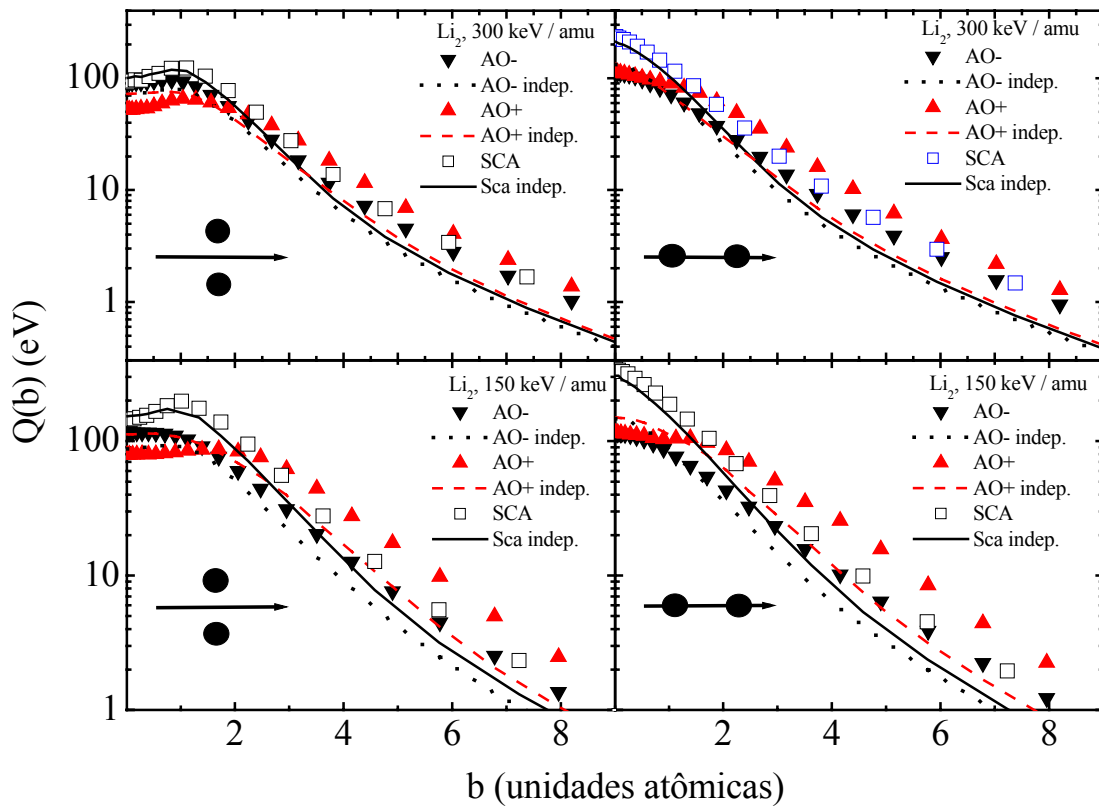 Li2, 300 keV / amu
AO-
AO- indep.
AO+
AO+ indep.
SCA
Sca indep.
Li2, 300 keV / amu
AO-
AO- indep.
AO+
AO+ indep.
SCA
Sca indep.
100
10
1
Q(b) (eV)
Li2, 150 keV / amu
AO-
AO- indep.
AO+
AO+ indep.
SCA
Sca indep.
Li2, 150 keV / amu
AO-
AO- indep.
AO+
AO+ indep.
SCA
Sca indep.
100
10
1
2 4 6 8 2 4 6 8
b (unidades atômicas)